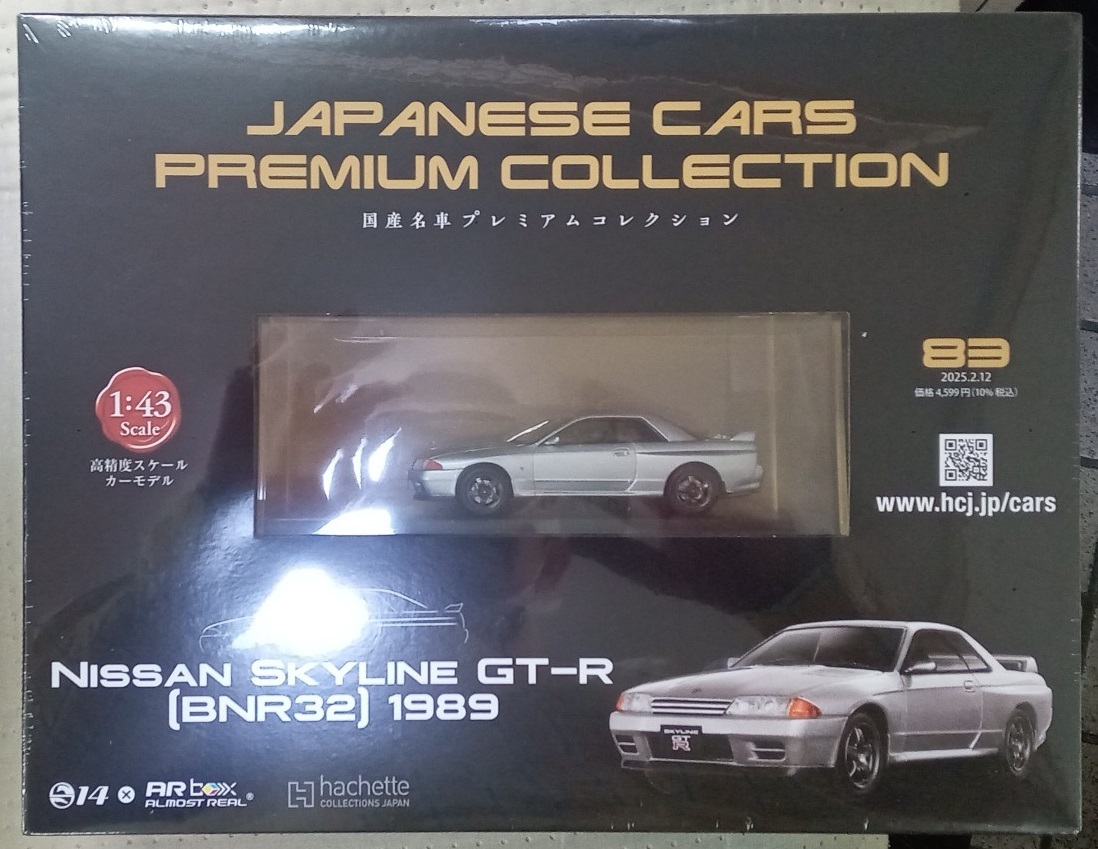 JAPANESE CARS
PREMIUM COLLECTION
国産名車プレミアムコレクション
1:43
Scale
高精度スケール
カーモデル
83
2025.2.12
価格 4,599円(10%税込)
www.hcj.jp/cars
NISSAN SKYLINE GT-R
(BNR32) 1989
SKYLINE
GT
R
14 × AR box
ALMOST REAL®
hachette
COLLECTIONS JAPAN